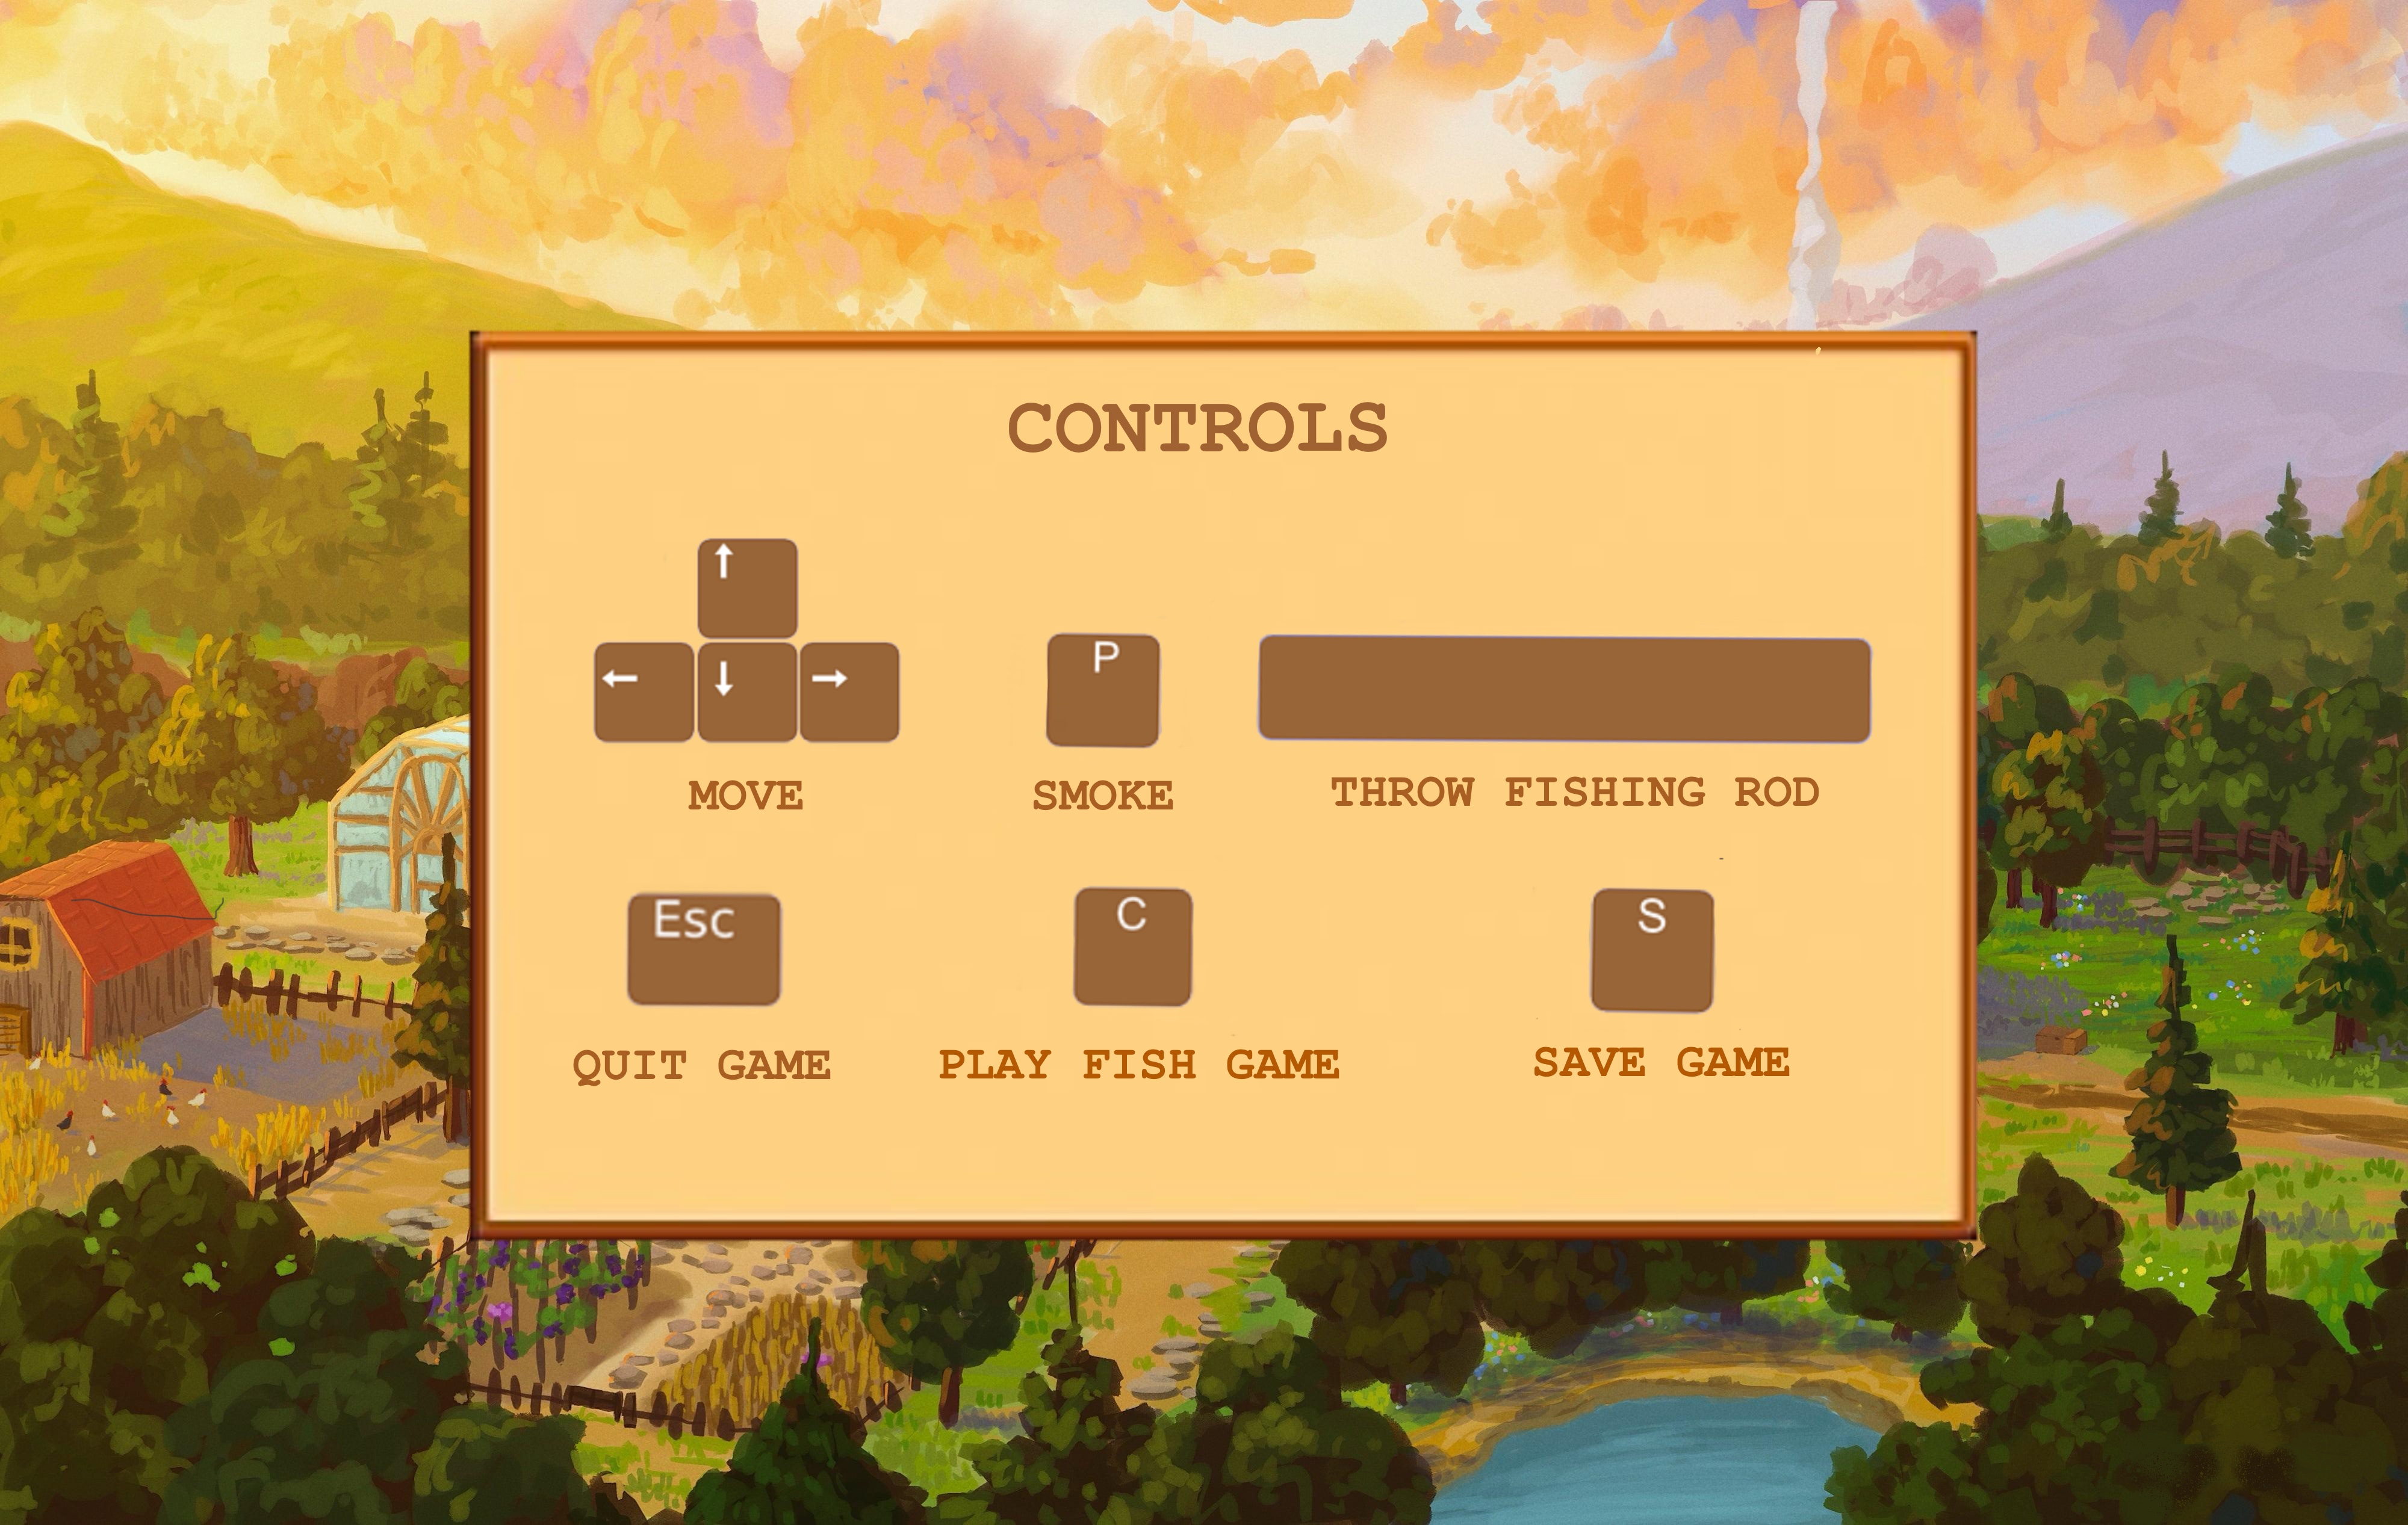 CONTROLS
↑
← ↓ →
P
MOVE
SMOKE
THROW FISHING ROD
Esc
C
S
QUIT GAME
PLAY FISH GAME
SAVE GAME